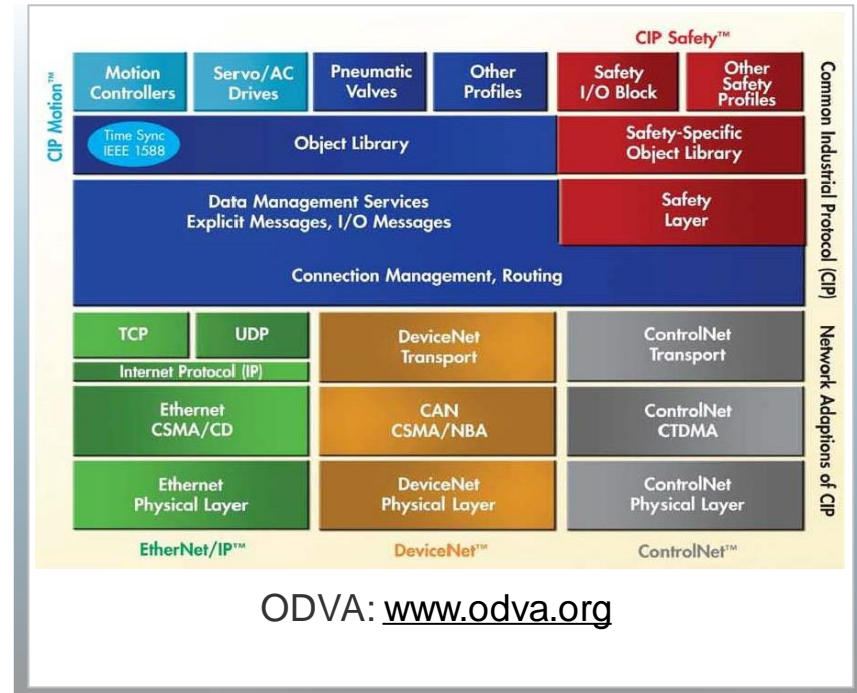 CIP Safety™
CIP Motion™
Motion
Controllers
Servo/AC
Drives
Pneumatic
Valves
Other
Profiles
Safety
I/O Block
Other
Safety
Profiles
Common Industrial Protocol (CIP)
Time Sync
IEEE 1588
Object Library
Safety-Specific
Object Library
Data Management Services
Explicit Messages, I/O Messages
Safety
Layer
Connection Management, Routing
Network Adaptions of CIP
TCP
UDP
Internet Protocol (IP)
DeviceNet
Transport
ControlNet
Transport
Ethernet
CSMA/CD
CAN
CSMA/NBA
ControlNet
CTDMA
Ethernet
Physical Layer
DeviceNet
Physical Layer
ControlNet
Physical Layer
EtherNet/IP™
DeviceNet™
ControlNet™
ODVA: www.odva.org